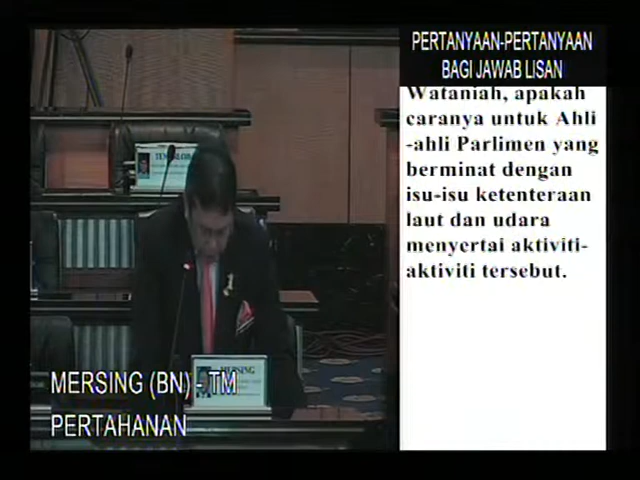 PERTANYAAN-PERTANYAAN
BAGI JAWAB LISAN
Wataniah, apakah
caranya untuk Ahli
-ahli Parlimen yang
berminat dengan
isu-isu ketenteraan
laut dan udara
menyertai aktiviti-
aktiviti tersebut.
MERSING
MERSING (BN) - TM
PERTAHANAN